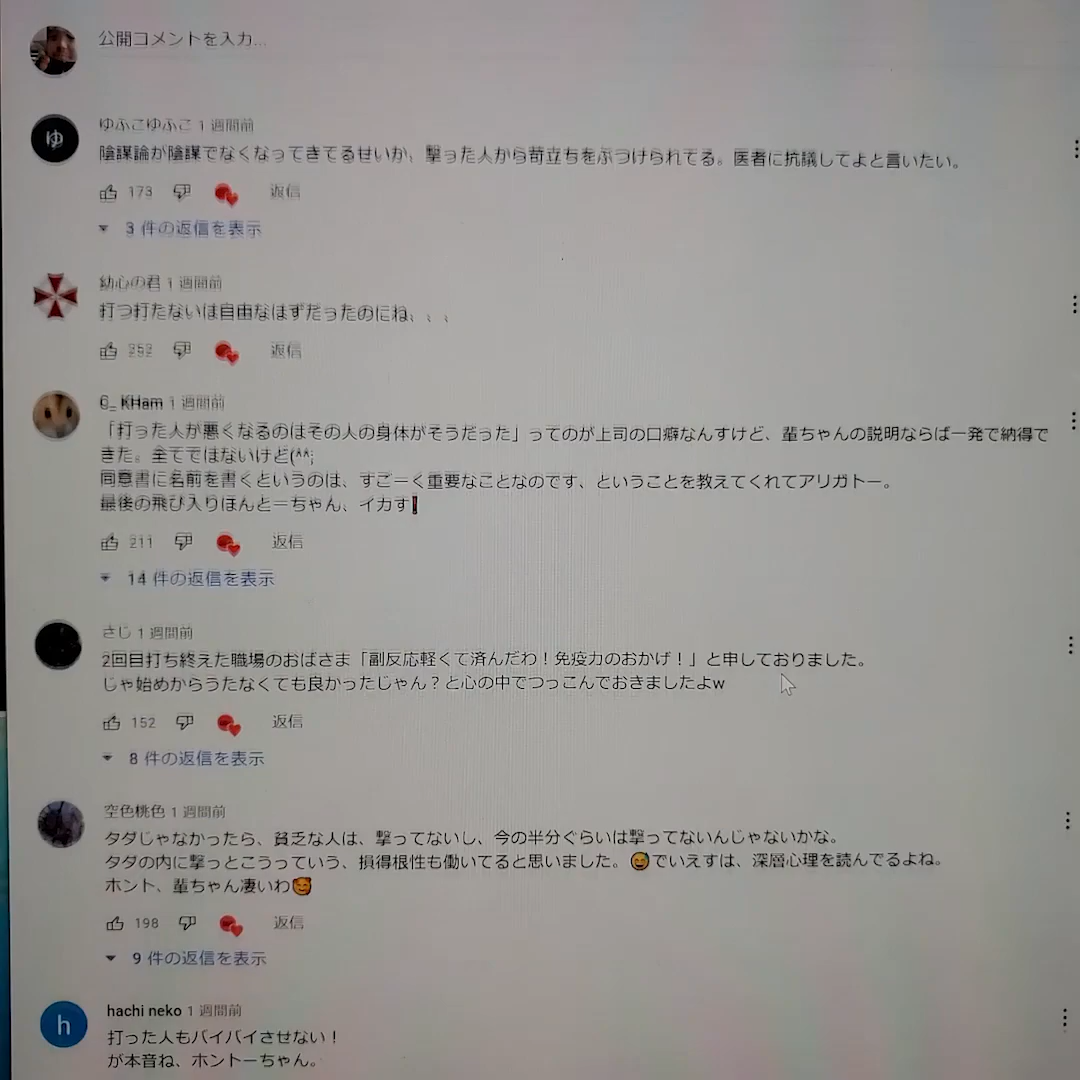 公開コメントを入力...
ゆ
ゆふこゆふこ 1 週間前
陰謀論が陰謀でなくなってきてるせいか、撃った人から苛立ちをぶつけられてる。医者に抗議してよと言いたい。
173 返信
3 件の返信を表示
幼心の君 1 週間前
打つ打たないは自由なはずだったのにね、、、
返信
C_ KHam 1 週間前
「打った人が悪くなるのはその人の身体がそうだった」ってのが上司の口癖なんすけど、輩ちゃんの説明ならば一発で納得で
きた。全てではないけど(^^;
同意書に名前を書くというのは、すごーく重要なことなのです、ということを教えてくれてアリガトー。
最後の飛び入りほんとーちゃん、イカす!
211 返信
14 件の返信を表示
さじ 1 週間前
2回目打ち終えた職場のおばさま「副反応軽くて済んだわ！免疫力のおかげ！」と申しておりました。
じゃ始めからうたなくても良かったじゃん？と心の中でつっこんでおきましたよw
152 返信
8 件の返信を表示
空色桃色 1 週間前
タダじゃなかったら、貧乏な人は、撃ってないし、今の半分ぐらいは撃ってないんじゃないかな。
タダの内に撃っとこうっていう、損得根性も働いてると思いました。😅でいえすは、深層心理を読んでるよね。
ホント、輩ちゃん凄いわ🥰
198 返信
9 件の返信を表示
h
hachi neko 1 週間前
打った人もバイバイさせない！
が本音ね、ホントーちゃん。